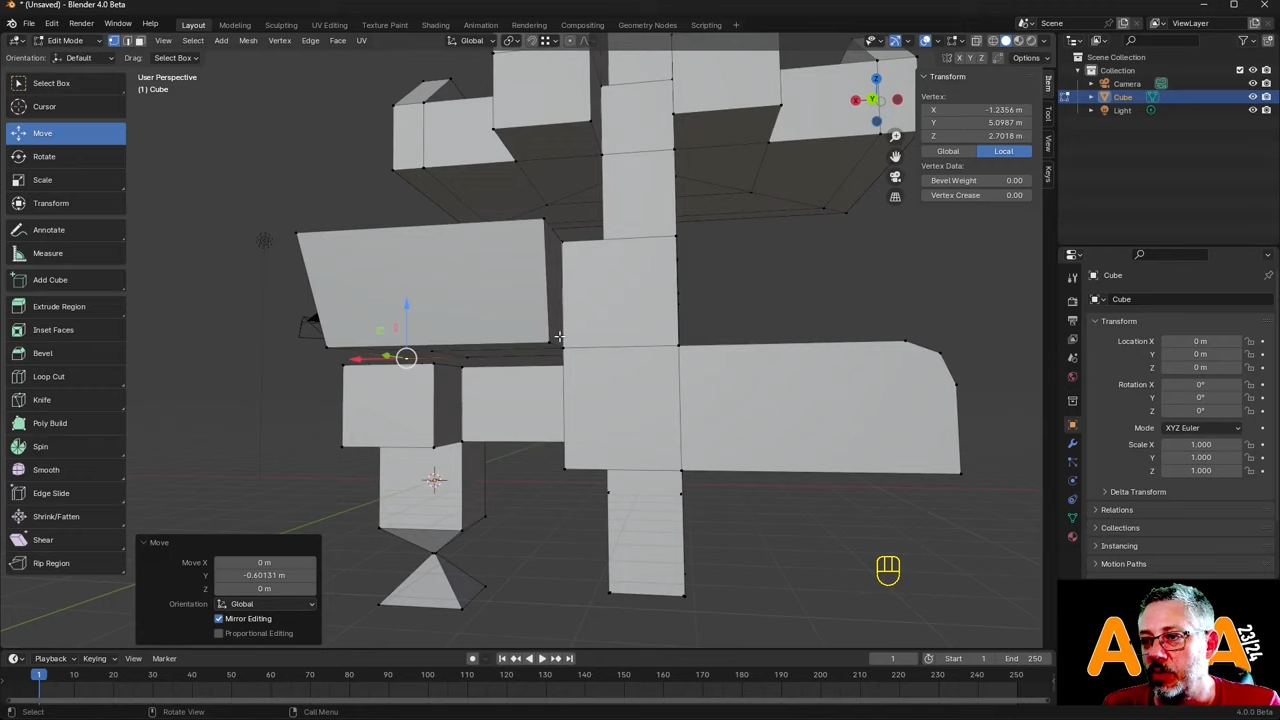 * (Unsaved) - Blender 4.0 Beta
File Edit Render Window Help Layout Modeling Sculpting UV Editing Texture Paint Shading Animation Rendering Compositing Geometry Nodes Scripting Scene ViewLayer
Edit Mode View Select Add Mesh Vertex Edge Face UV Global
Orientation: Default Drag: Select Box X Y Z Options
User Perspective
(1) Cube
Select Box
Cursor
Move
Rotate
Scale
Transform
Annotate
Measure
Add Cube
Extrude Region
Inset Faces
Bevel
Loop Cut
Knife
Poly Build
Spin
Smooth
Edge Slide
Shrink/Fatten
Shear
Rip Region
Move
Move X 0 m
Y -0.60131 m
Z 0 m
Orientation Global
Mirror Editing
Proportional Editing
Z
X Y
Transform
Vertex:
X -1.2356 m
Y 5.0987 m
Z 2.7018 m
Global Local
Vertex Data:
Bevel Weight 0.00
Vertex Crease 0.00
Item
Tool
View
Keys
Scene Collection
Collection
Camera
Cube
Light
Cube
Cube
Transform
Location X 0 m
Y 0 m
Z 0 m
Rotation X 0°
Y 0°
Z 0°
Mode XYZ Euler
Scale X 1.000
Y 1.000
Z 1.000
Delta Transform
Relations
Collections
Instancing
Motion Paths
A A
23/24
Playback Keying View Marker 1 Start 1 End 250
1 10 20 30 40 50 60 70 80 90 100 110 120 130 140 150 160 170 180 190 200 210 220 230 240 250
Select Rotate View Call Menu 4.0.0 Beta